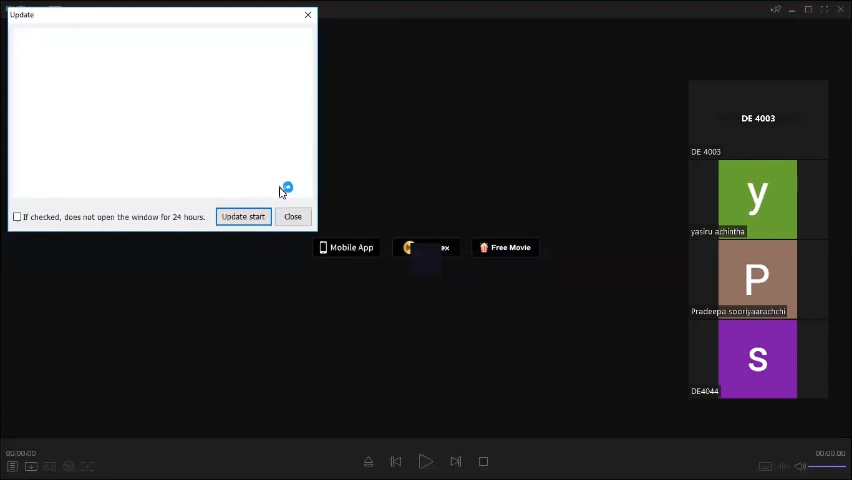 Update
If checked, does not open the window for 24 hours.
Update start
Close
Mobile App
ex
Free Movie
DE 4003
DE 4003
y
yasiru achintha
P
Pradeepa sooriyaarachchi
s
DE4044
00:00:00
00:00:00